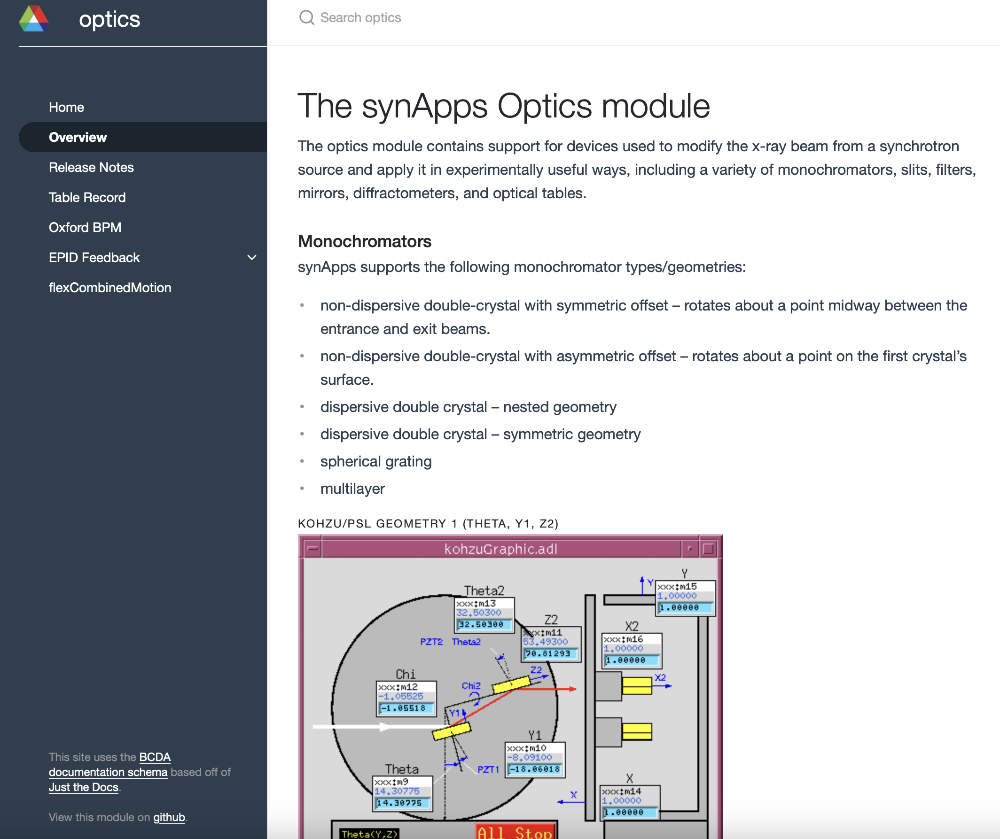 optics
Search optics
Home
Overview
Release Notes
Table Record
Oxford BPM
EPID Feedback
flexCombinedMotion
This site uses the BCDA
documentation schema based off of
Just the Docs.
View this module on github.
The synApps Optics module
The optics module contains support for devices used to modify the x-ray beam from a synchrotron
source and apply it in experimentally useful ways, including a variety of monochromators, slits, filters,
mirrors, diffractometers, and optical tables.
Monochromators
synApps supports the following monochromator types/geometries:
• non-dispersive double-crystal with symmetric offset – rotates about a point midway between the
entrance and exit beams.
• non-dispersive double-crystal with asymmetric offset – rotates about a point on the first crystal’s
surface.
• dispersive double crystal – nested geometry
• dispersive double crystal – symmetric geometry
• spherical grating
• multilayer
KOHZU/PSL GEOMETRY 1 (THETA, Y1, Z2)
kohzuGraphic.adl
Y
Y
xxx:m15
1.00000
1.00000
Theta2
xxx:m13
32.50300
32.50300
Z2
xxx:m11
53.49300
70.81293
X2
xxx:m16
1.00000
1.00000
PZT2 Theta2
Chi
xxx:m12
-1.05525
-1.05518
Chi2
Z2
X2
Y1
Y1
xxx:m10
-8.09100
-18.06018
PZT1
Theta
xxx:m9
14.30775
14.30775
X
X
xxx:m14
1.00000
1.00000
Theta(Y,Z)
All Stop